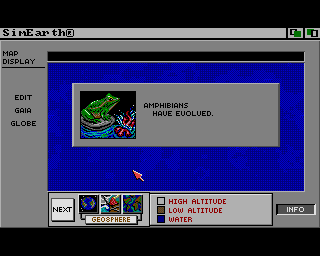 SimEarth®
MAP
DISPLAY
EDIT
GAIA
GLOBE
AMPHIBIANS
HAVE EVOLVED.
NEXT
GEOSPHERE
HIGH ALTITUDE
LOW ALTITUDE
WATER
INFO